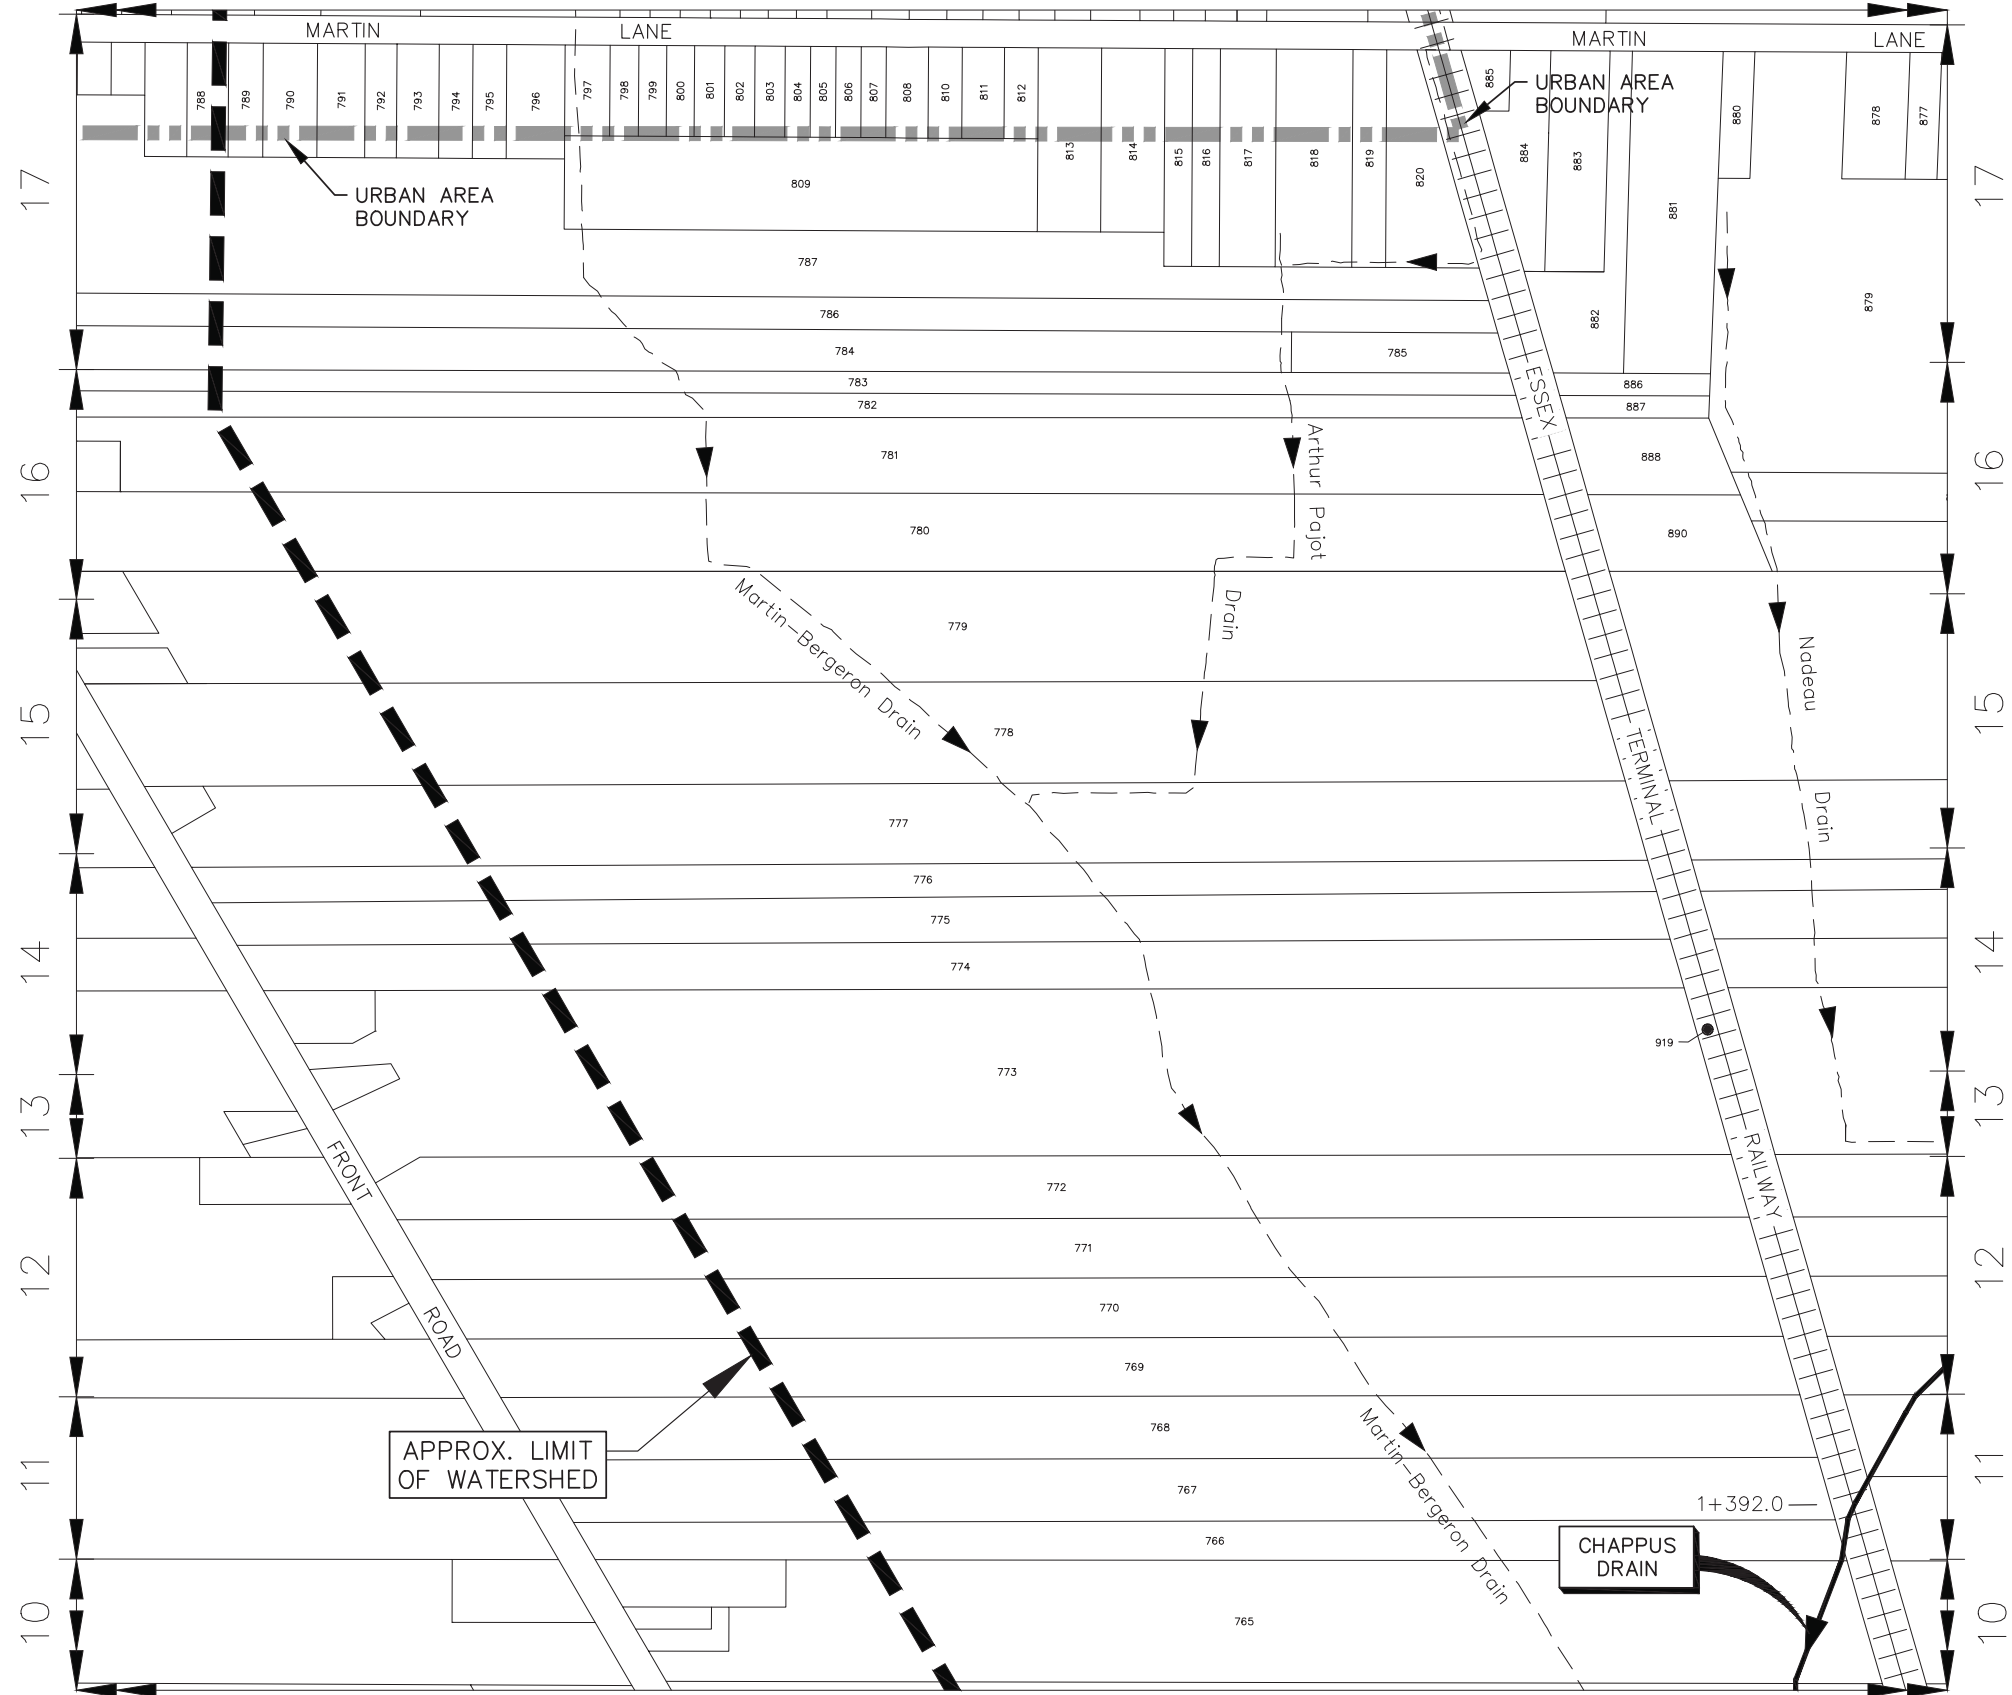 MARTIN LANE MARTIN LANE
788 789 790 791 792 793 794 795 796 797 798 799 800 801 802 803 804 805 806 807 808 810 811 812 885 880 878 877
URBAN AREA
BOUNDARY
813 814 815 816 817 818 819 820 884 883
17
809
URBAN AREA
BOUNDARY
881
17
787
786
882
879
784
785
783
886
782
887
ESSEX
16
781
888
16
Arthur Pajot
780
890
Drain
779
Martin-Bergeron Drain
Nadeau
15
778
TERMINAL
15
777
Drain
776
775
14
774
14
919
773
13
13
FRONT
RAILWAY
772
771
12
12
770
ROAD
769
768
APPROX. LIMIT
OF WATERSHED
11
767
11
Martin-Bergeron Drain
1+392.0
766
CHAPPUS
DRAIN
10
765
10